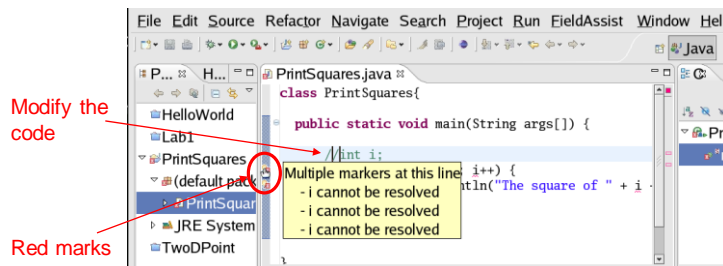 File Edit Source Refactor Navigate Search Project Run FieldAssist Window Hel
Java
P... H...
PrintSquares.java
class PrintSquares{
public static void main(String args[]) {
//int i;
i++) {
ntln("The square of " + i
Multiple markers at this line
- i cannot be resolved
- i cannot be resolved
- i cannot be resolved
}
HelloWorld
Lab1
PrintSquares
(default pack
PrintSquar
JRE System
TwoDPoint
Modify the
code
Red marks